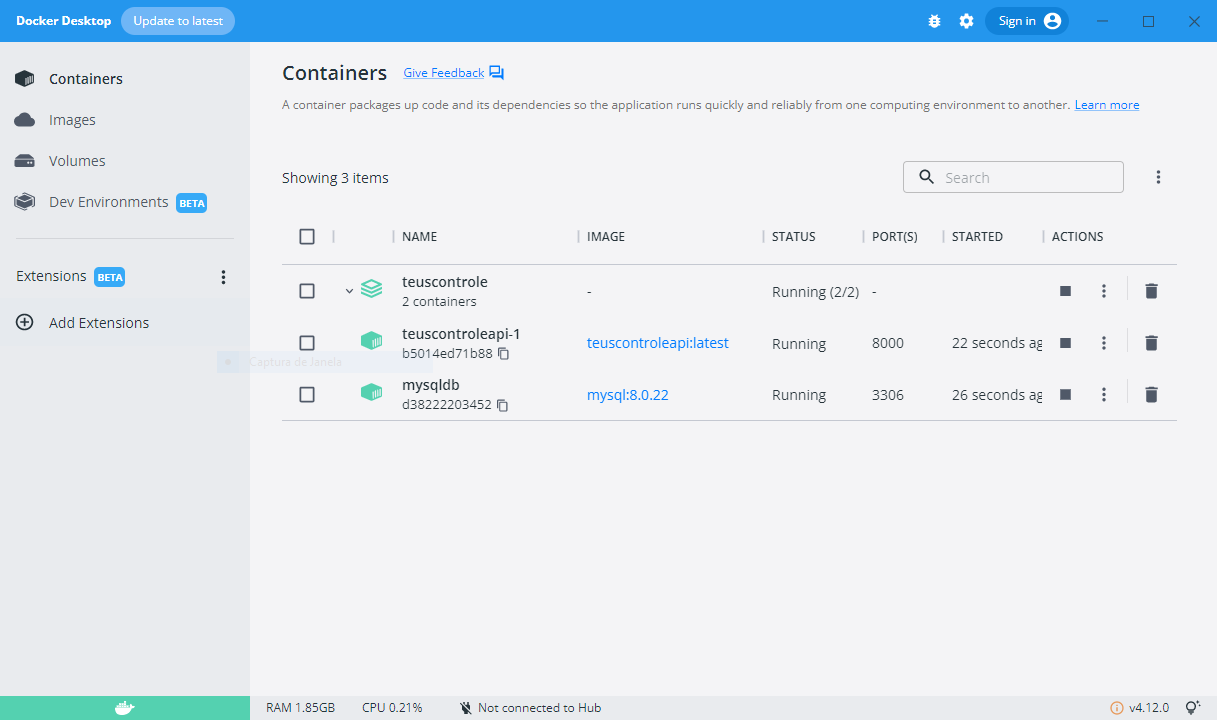 Docker Desktop Update to latest Sign in
Containers
Images
Volumes
Dev Environments BETA
Extensions BETA
Add Extensions
Containers Give Feedback
A container packages up code and its dependencies so the application runs quickly and reliably from one computing environment to another. Learn more
Showing 3 items Search
NAME IMAGE STATUS PORT(S) STARTED ACTIONS
teuscontrole
2 containers
- Running (2/2) -
teuscontroleapi-1
b5014ed71b88
teuscontroleapi:latest Running 8000 22 seconds ag
Captura de Janela
mysqldb
d38222203452
mysql:8.0.22 Running 3306 26 seconds ag
RAM 1.85GB CPU 0.21% Not connected to Hub v4.12.0